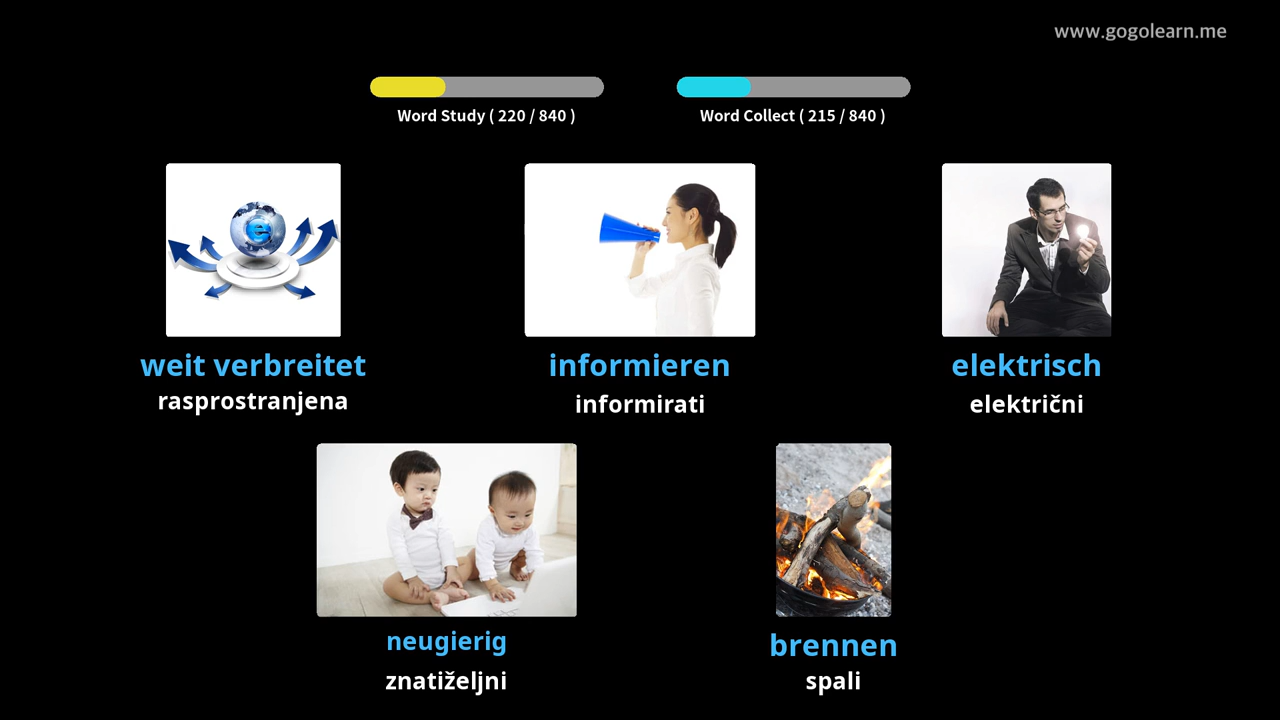 www.gogolearn.me
Word Study ( 220 / 840 )
Word Collect ( 215 / 840 )
e
weit verbreitet
rasprostranjena
informieren
informirati
elektrisch
električni
neugierig
znatiželjni
brennen
spali